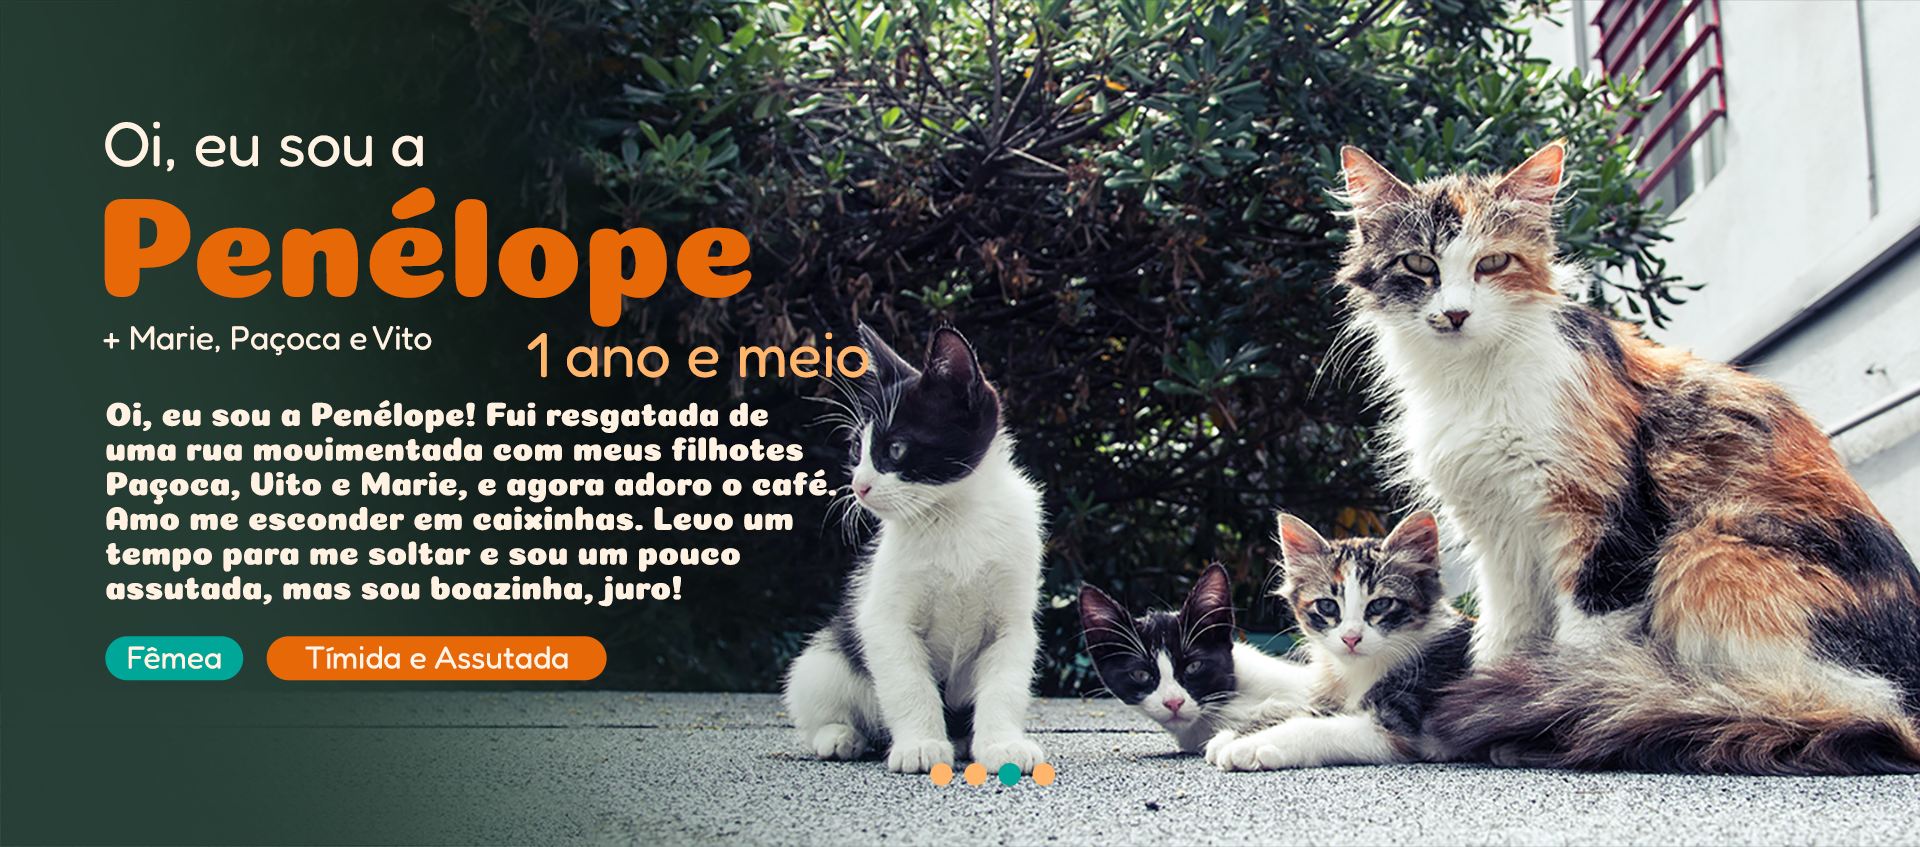 Oi, eu sou a
Penélope
+ Marie, Paçoca e Vito
1 ano e meio
Oi, eu sou a Penélope! Fui resgatada de
uma rua movimentada com meus filhotes
Paçoca, Vito e Marie, e agora adoro o café.
Amo me esconder em caixinhas. Levo um
tempo para me soltar e sou um pouco
assutada, mas sou boazinha, juro!
Fêmea
Tímida e Assutada